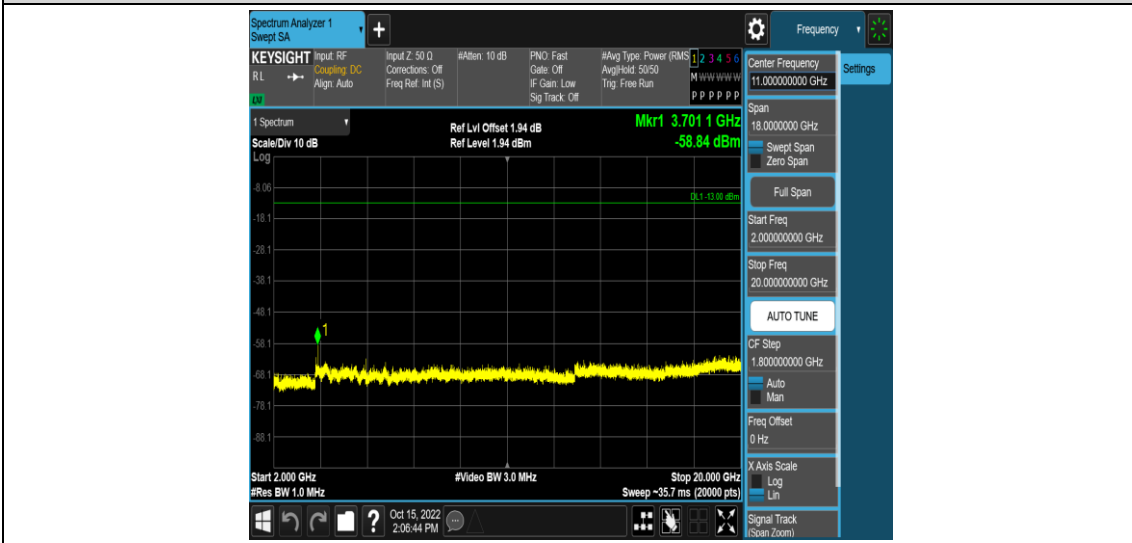 Spectrum Analyzer 1
Swept SA
+
Frequency
KEYSIGHT
RL
Input: RF
Coupling: DC
Align: Auto
Input Z: 50 Ω
Corrections: Off
Freq Ref: Int (S)
#Atten: 10 dB
PNO: Fast
Gate: Off
IF Gain: Low
Sig Track: Off
#Avg Type: Power (RMS
Avg|Hold: 50/50
Trig: Free Run
1 2 3 4 5 6
M W W W W W
P P P P P P
Settings
Center Frequency
11.000000000 GHz
Span
18.0000000 GHz
Swept Span
Zero Span
Full Span
Start Freq
2.000000000 GHz
Stop Freq
20.000000000 GHz
AUTO TUNE
CF Step
1.800000000 GHz
Auto
Man
Freq Offset
0 Hz
X Axis Scale
Log
Lin
Signal Track
(Span Zoom)
1 Spectrum
Scale/Div 10 dB
Log
Ref Lvl Offset 1.94 dB
Ref Level 1.94 dBm
Mkr1 3.701 1 GHz
-58.84 dBm
-8.06
DL1 -13.00 dBm
-18.1
-28.1
-38.1
-48.1
1
-58.1
-68.1
-78.1
-88.1
Start 2.000 GHz
#Video BW 3.0 MHz
Stop 20.000 GHz
#Res BW 1.0 MHz
Sweep ~35.7 ms (20000 pts)
?
Oct 15, 2022
2:06:44 PM